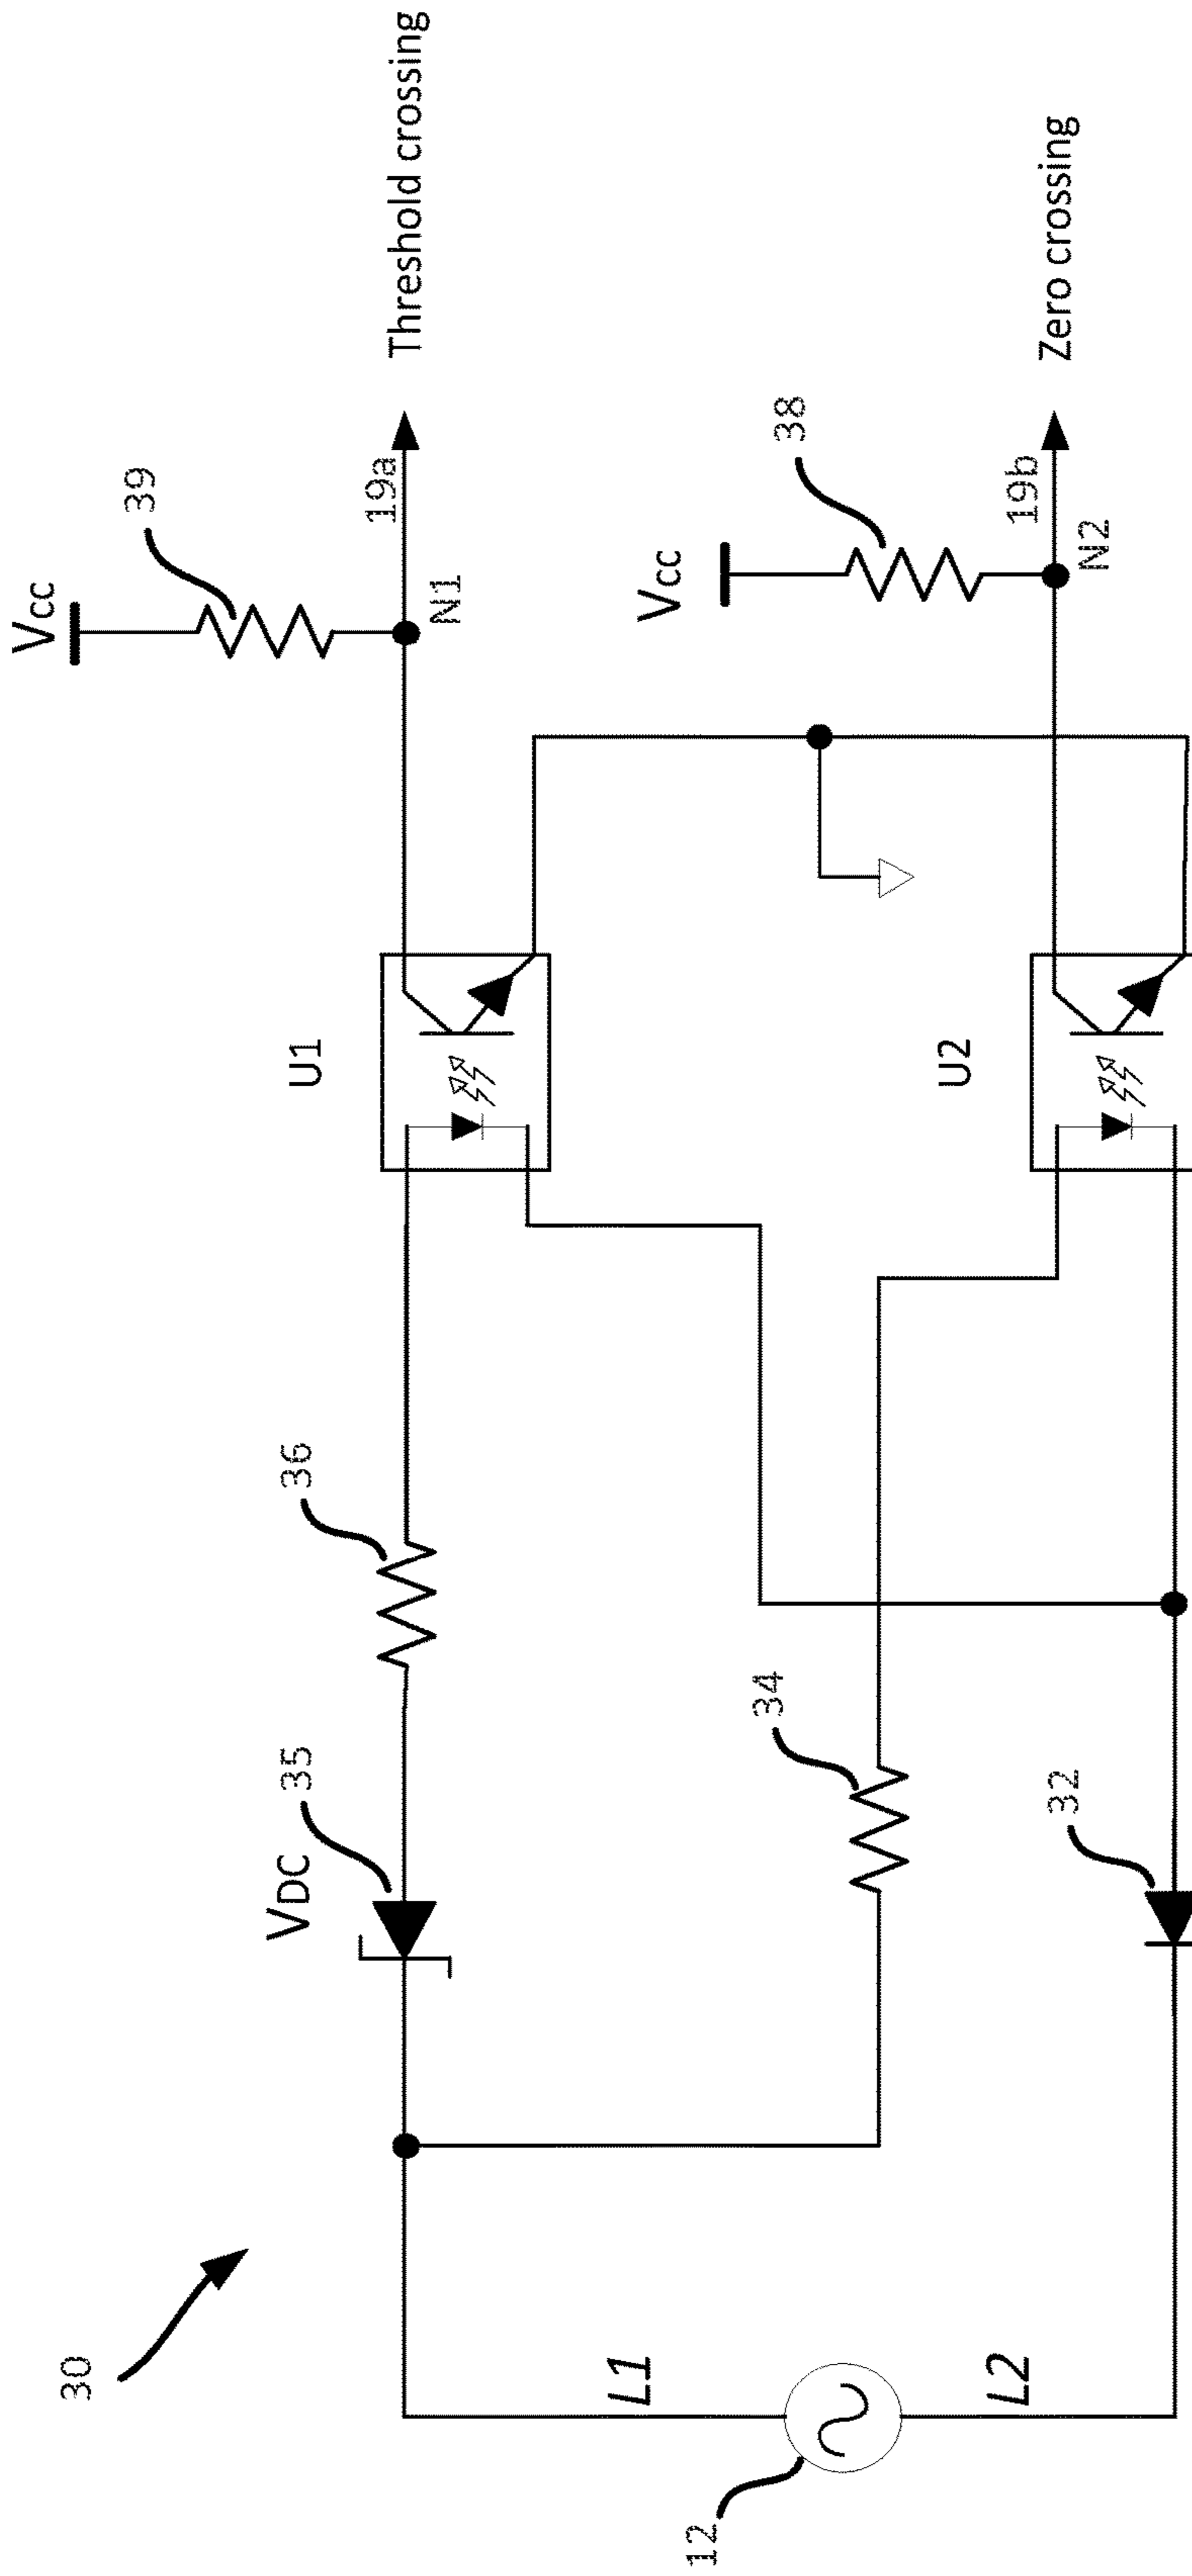 30
12
L1
L2
VDC
35
36
34
32
U1
U2
Vcc
39
N1
19a
Threshold crossing
Vcc
38
N2
19b
Zero crossing